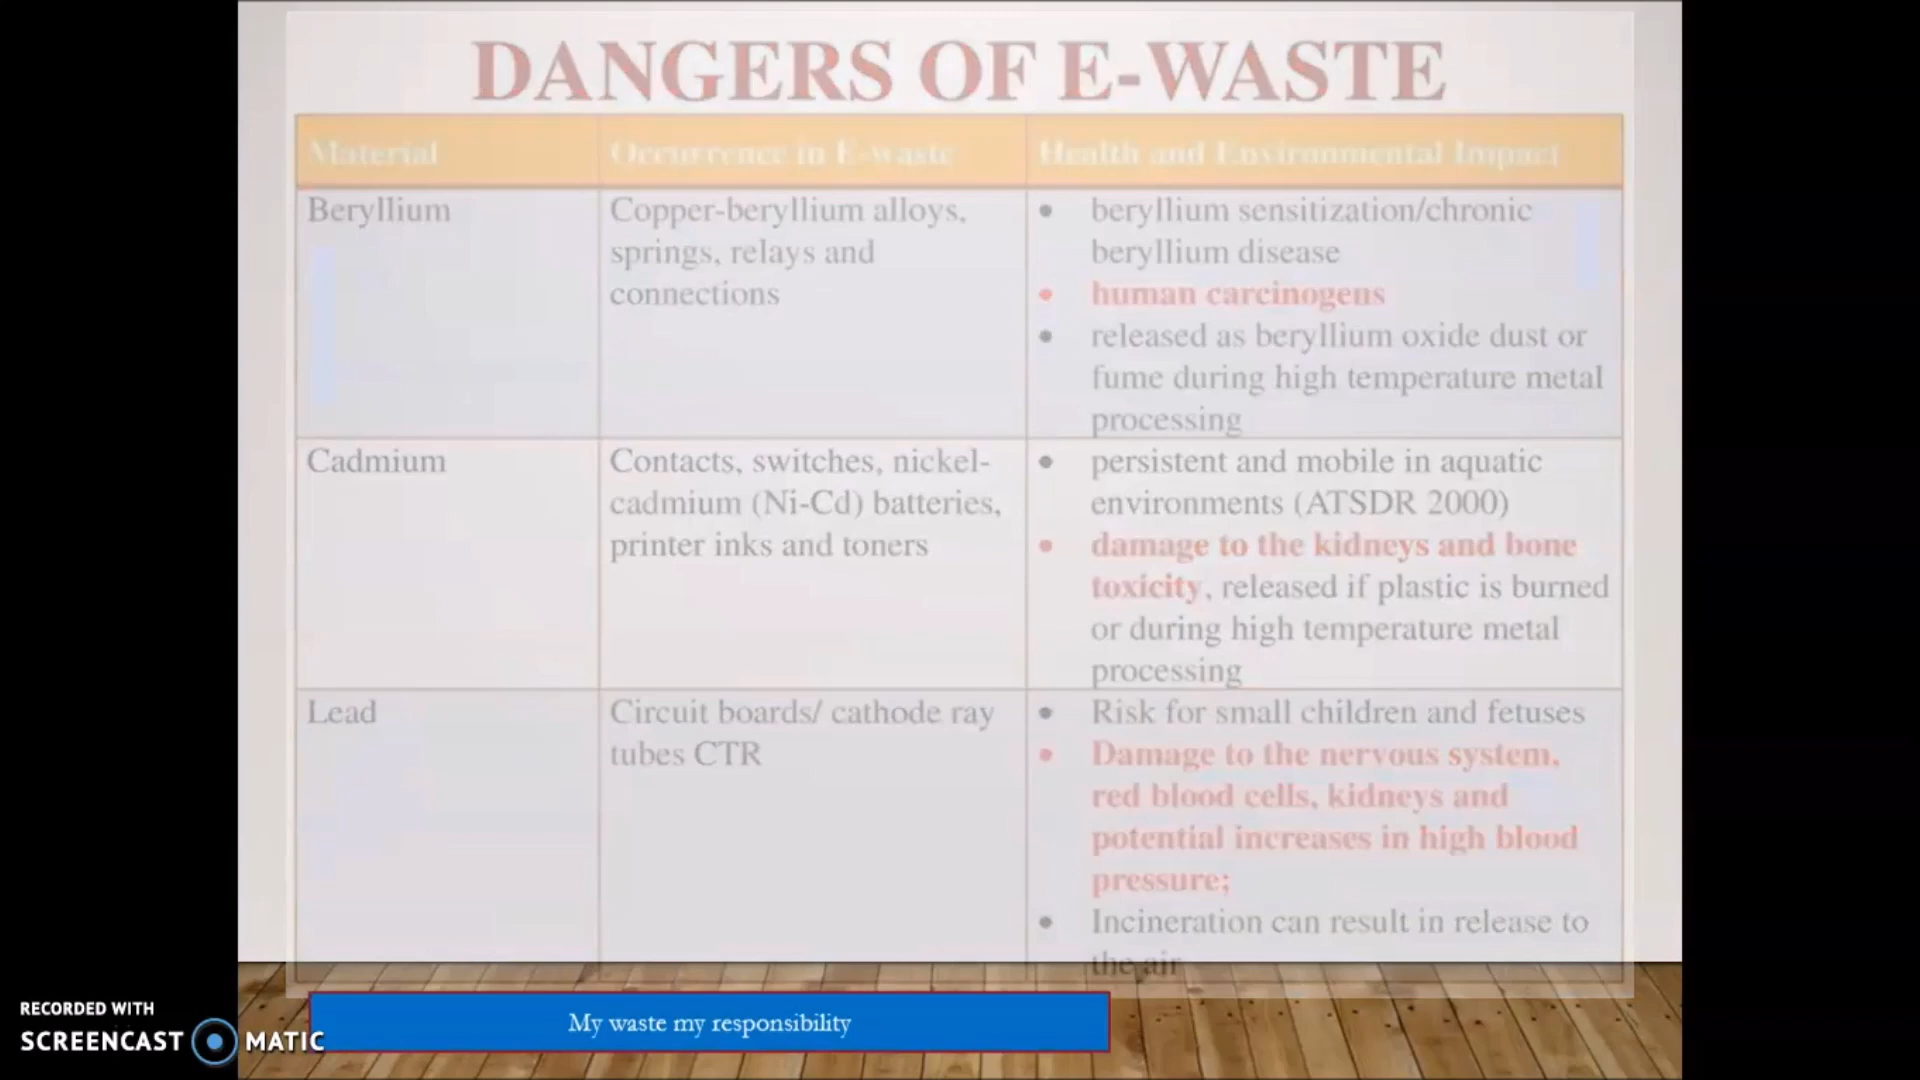 DANGERS OF E-WASTE
Material
Occurrence in E-waste
Health and Environmental Impact
Beryllium
Copper-beryllium alloys,
springs, relays and
connections
• beryllium sensitization/chronic
beryllium disease
• human carcinogens
• released as beryllium oxide dust or
fume during high temperature metal
processing
Cadmium
Contacts, switches, nickel-
cadmium (Ni-Cd) batteries,
printer inks and toners
• persistent and mobile in aquatic
environments (ATSDR 2000)
• damage to the kidneys and bone
toxicity, released if plastic is burned
or during high temperature metal
processing
Lead
Circuit boards/ cathode ray
tubes CTR
• Risk for small children and fetuses
• Damage to the nervous system,
red blood cells, kidneys and
potential increases in high blood
pressure;
• Incineration can result in release to
the air
My waste my responsibility
RECORDED WITH
SCREENCAST MATIC